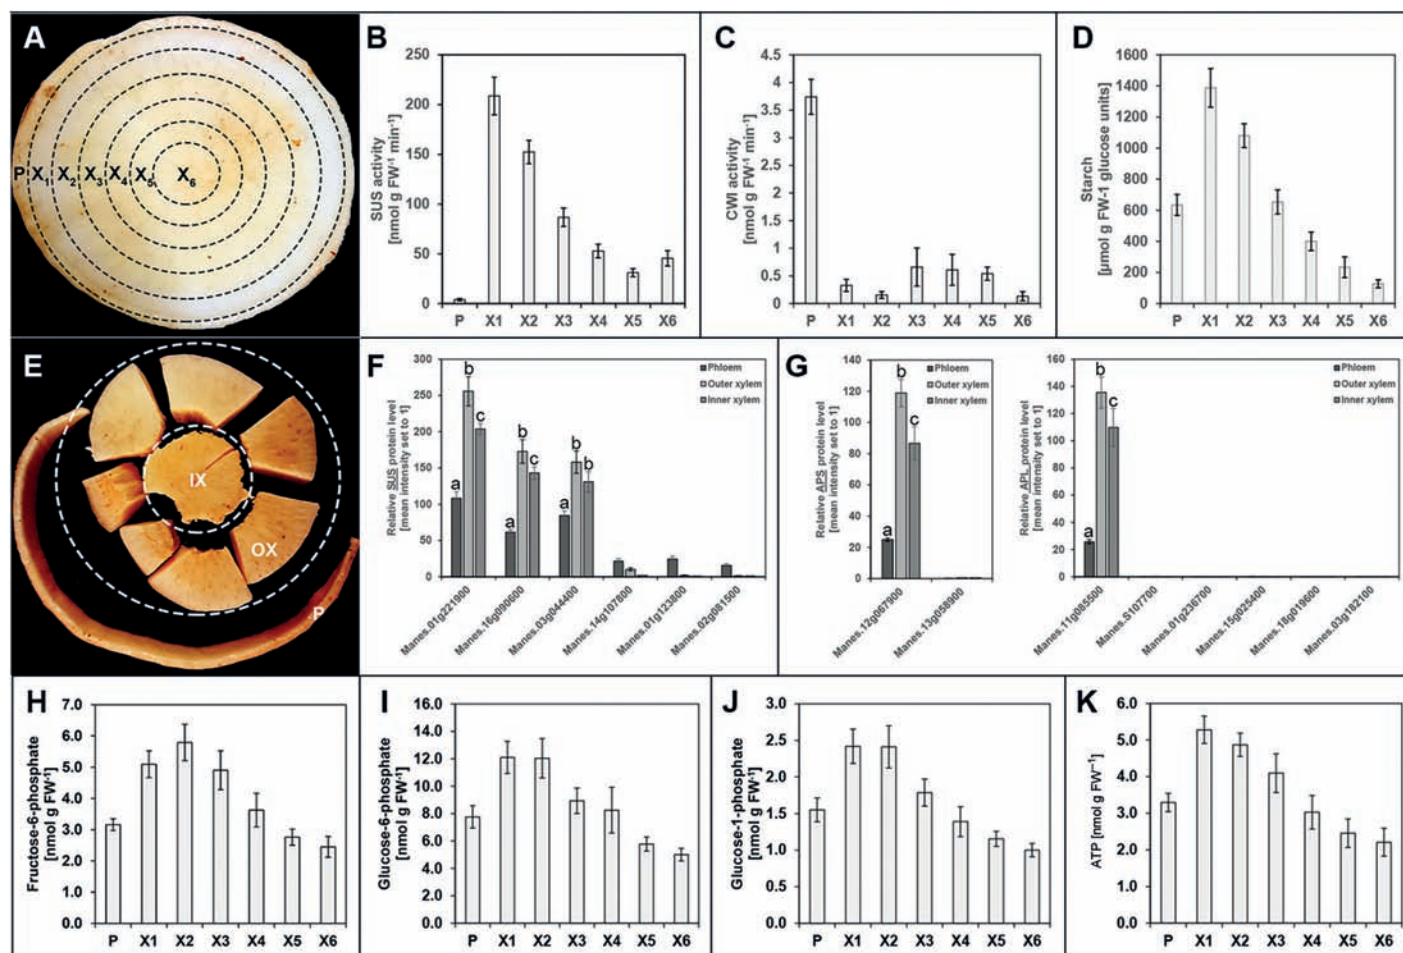 A
P X1 X2 X3 X4 X5 X6
B
SUS activity
[nmol g FW-1 min-1]
250
200
150
100
50
0
P X1 X2 X3 X4 X5 X6
C
CWI activity
[nmol g FW-1 min-1]
4.5
4
3.5
3
2.5
2
1.5
1
0.5
0
P X1 X2 X3 X4 X5 X6
D
Starch
[µmol g FW-1 glucose units]
1600
1400
1200
1000
800
600
400
200
0
P X1 X2 X3 X4 X5 X6
E
IX
OX
P
F
Relative SUS protein level
[mean intensity set to 1]
300
250
200
150
100
50
0
Phloem
Outer xylem
Inner xylem
a b c
a b c
a b b
Manes.01g221900
Manes.16g090600
Manes.03g044400
Manes.14g107800
Manes.01g123800
Manes.02g081500
G
Relative APS protein level
[mean intensity set to 1]
140
120
100
80
60
40
20
0
Phloem
Outer xylem
Inner xylem
a b c
Manes.12g067900
Manes.13g058900
Relative APL protein level
[mean intensity set to 1]
160
140
120
100
80
60
40
20
0
Phloem
Outer xylem
Inner xylem
a b c
Manes.11g085500
Manes.S107700
Manes.01g236700
Manes.15g025400
Manes.18g019600
Manes.03g182100
H
Fructose-6-phosphate
[nmol g FW-1]
7.0
6.0
5.0
4.0
3.0
2.0
1.0
0.0
P X1 X2 X3 X4 X5 X6
I
Glucose-6-phosphate
[nmol g FW-1]
16.0
14.0
12.0
10.0
8.0
6.0
4.0
2.0
0.0
P X1 X2 X3 X4 X5 X6
J
Glucose-1-phosphate
[nmol g FW-1]
3.0
2.5
2.0
1.5
1.0
0.5
0.0
P X1 X2 X3 X4 X5 X6
K
ATP [nmol g FW-1]
6.0
5.0
4.0
3.0
2.0
1.0
0.0
P X1 X2 X3 X4 X5 X6